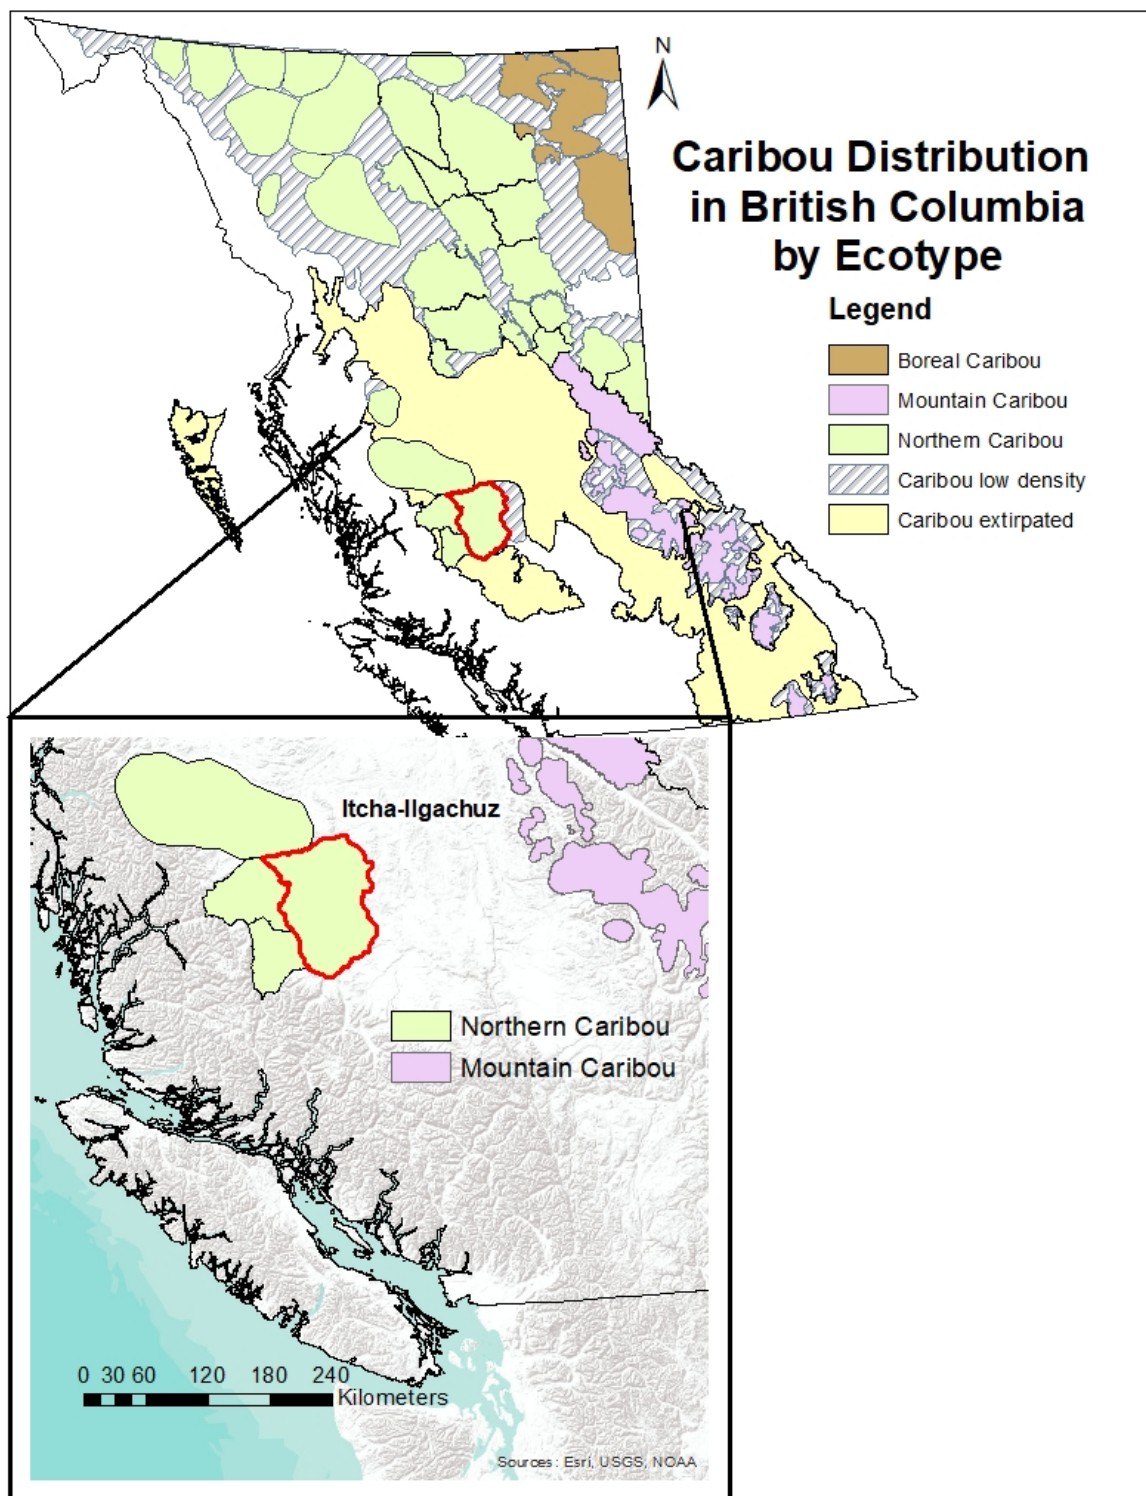 N
Caribou Distribution
in British Columbia
by Ecotype
Legend
Boreal Caribou
Mountain Caribou
Northern Caribou
Caribou low density
Caribou extirpated
Itcha-Ilgachuz
Northern Caribou
Mountain Caribou
0 30 60 120 180 240
Kilometers
Sources: Esri, USGS, NOAA